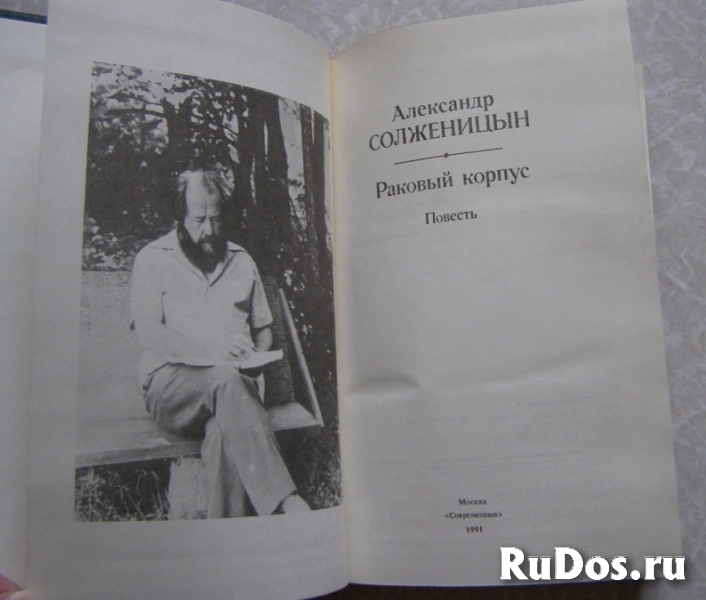 Александр
СОЛЖЕНИЦЫН
Раковый корпус
Повесть
Москва
«Современник»
1991
RuDos.ru